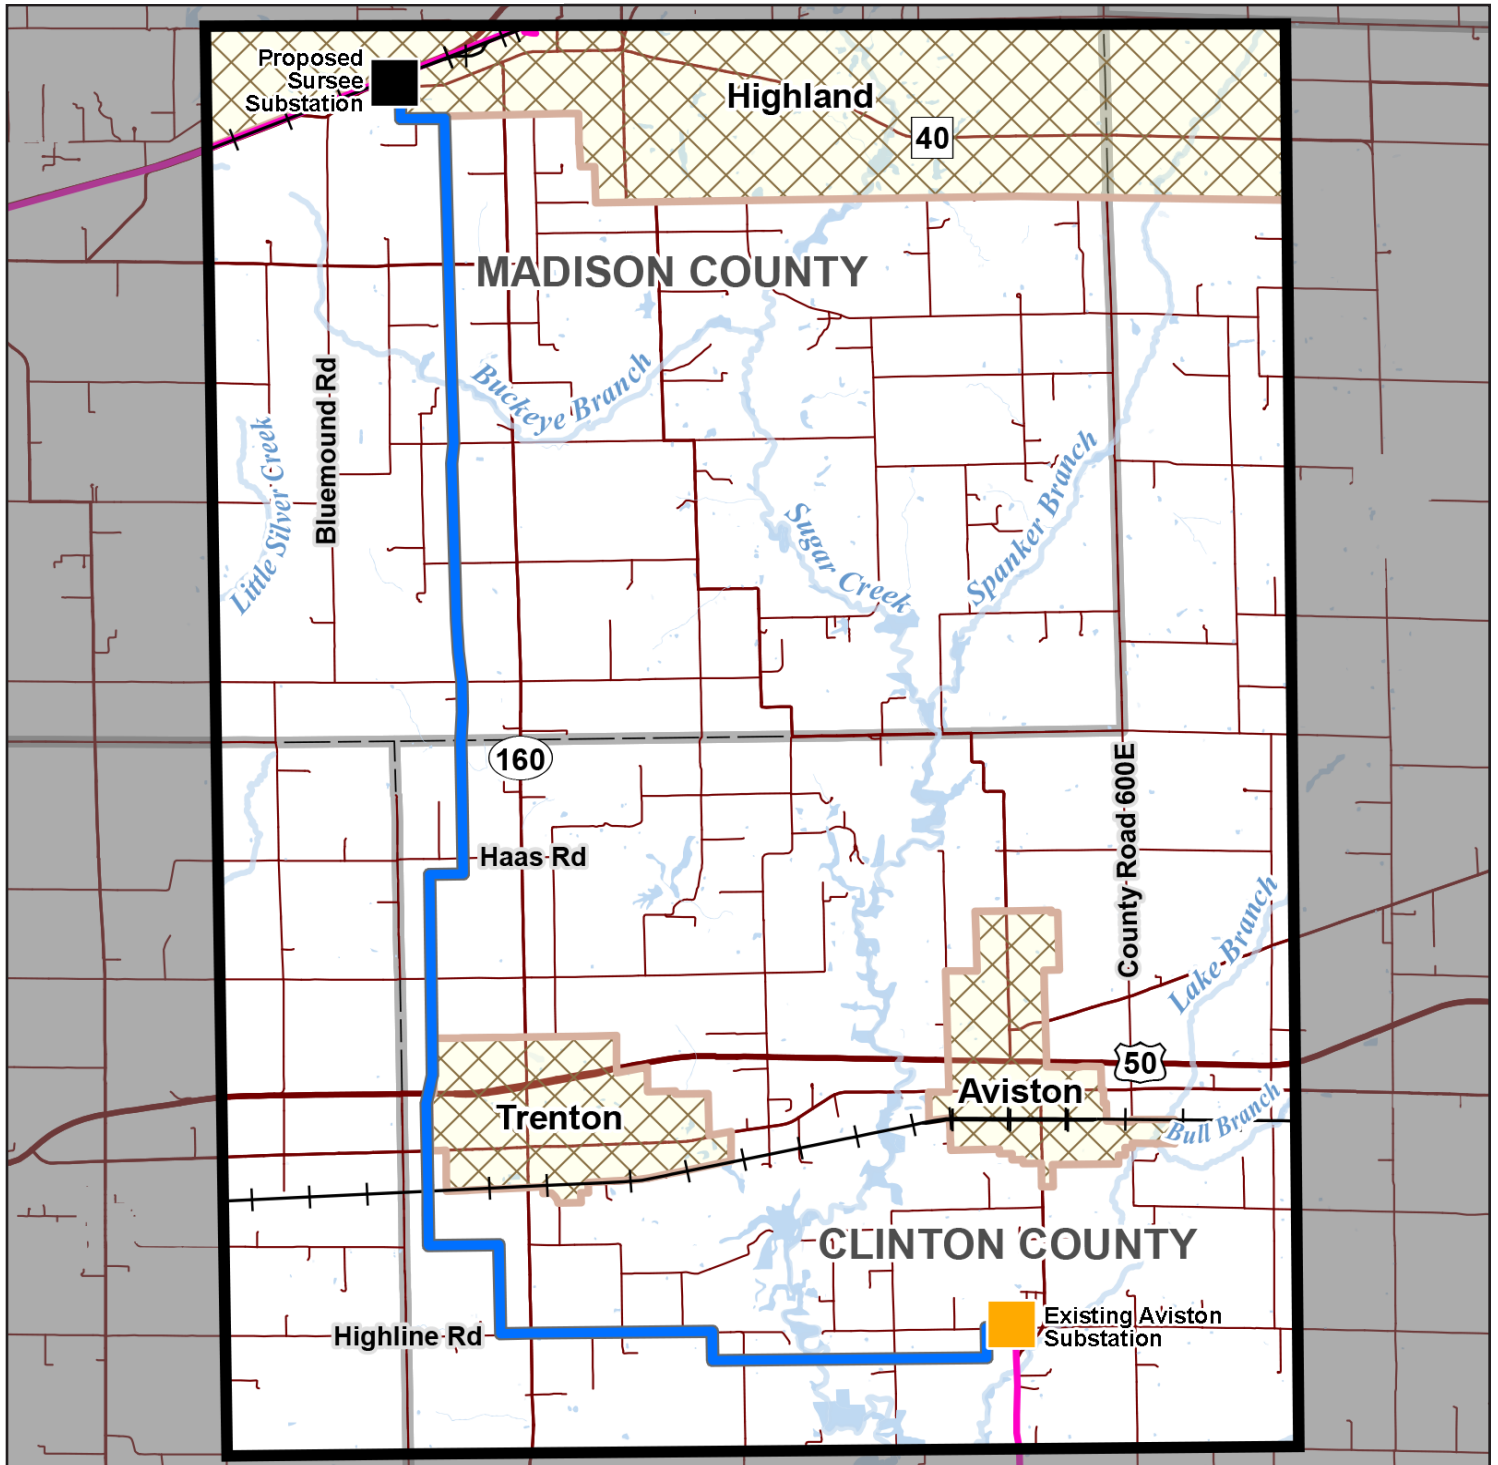 Proposed
Sursee
Substation
Highland
40
MADISON COUNTY
Bluemound Rd
Buckeye Branch
Little Silver Creek
Sugar Creek
Spanker Branch
160
County Road 600E
Haas Rd
Lake Branch
50
Aviston
Trenton
Bull Branch
CLINTON COUNTY
Highline Rd
Existing Aviston
Substation